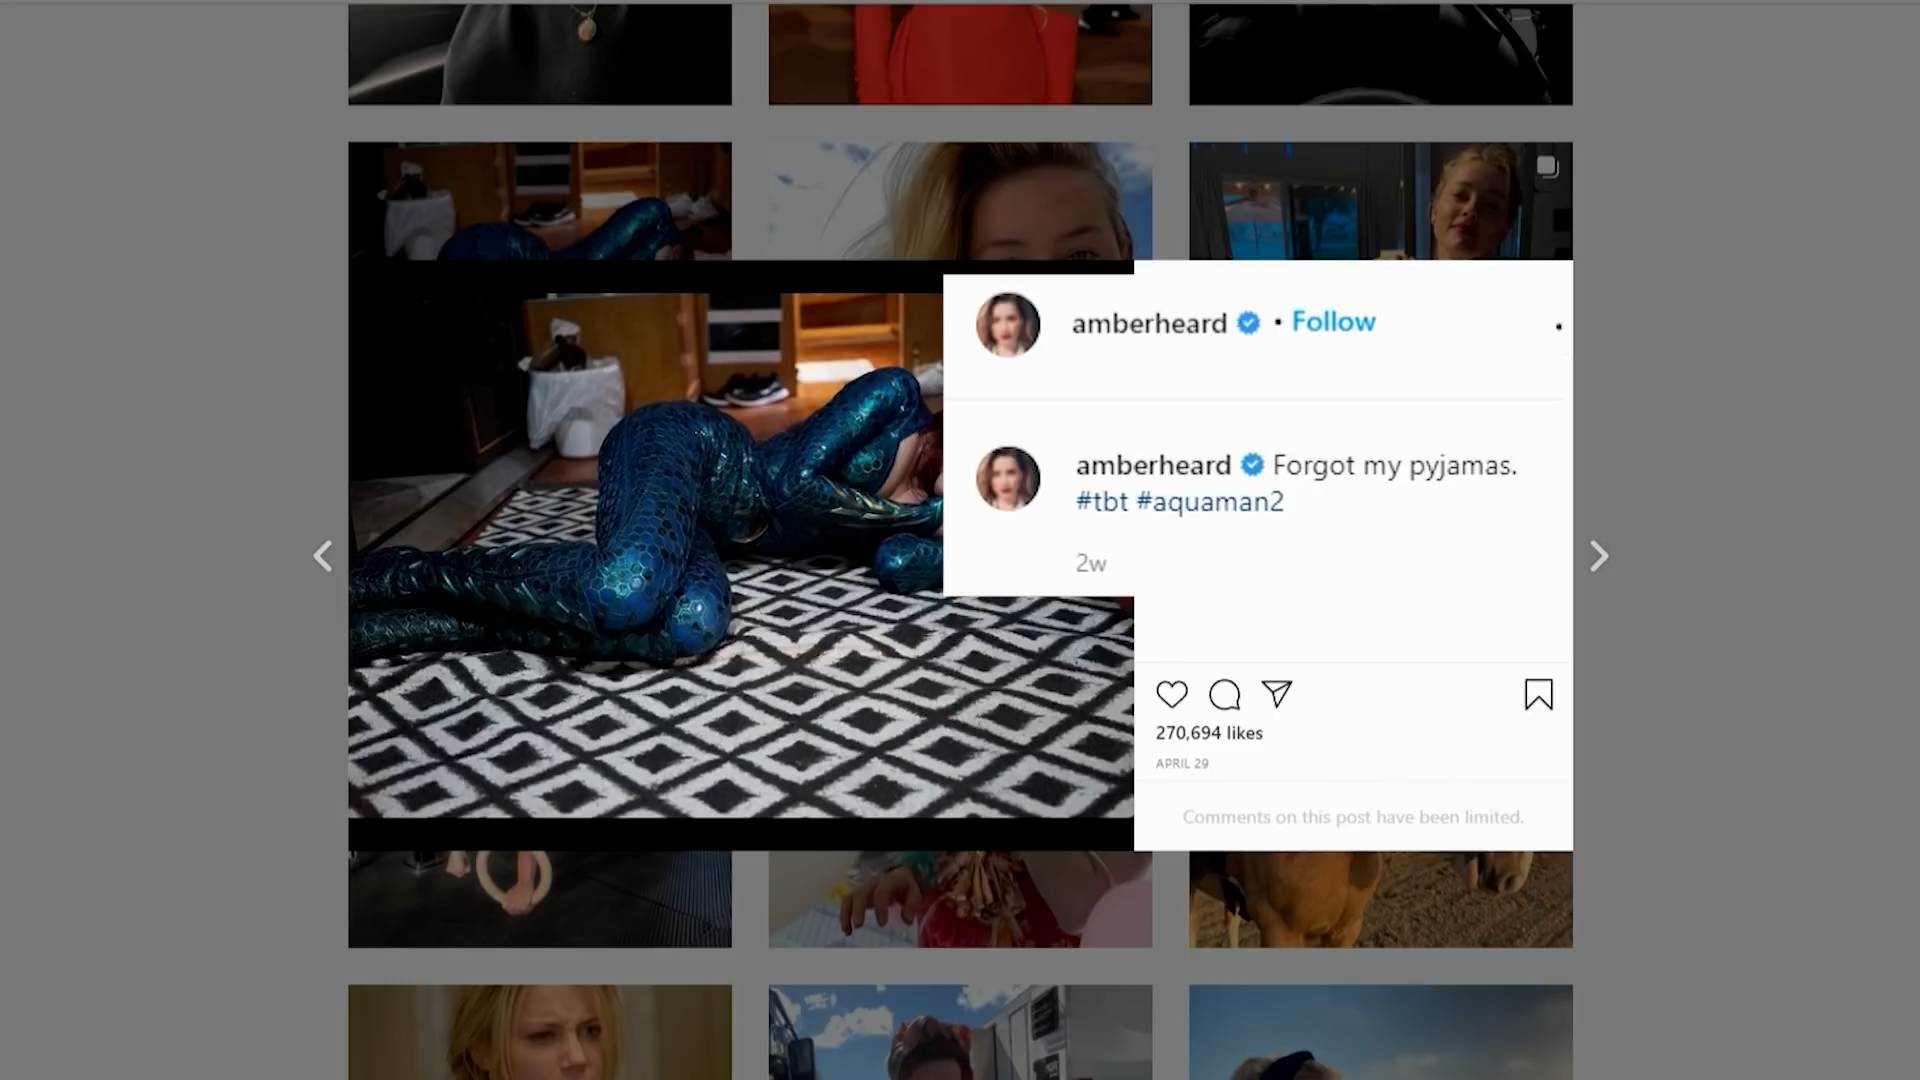 amberheard • Follow
amberheard Forgot my pyjamas.
#tbt #aquaman2
2w
270,694 likes
APRIL 29
Comments on this post have been limited.